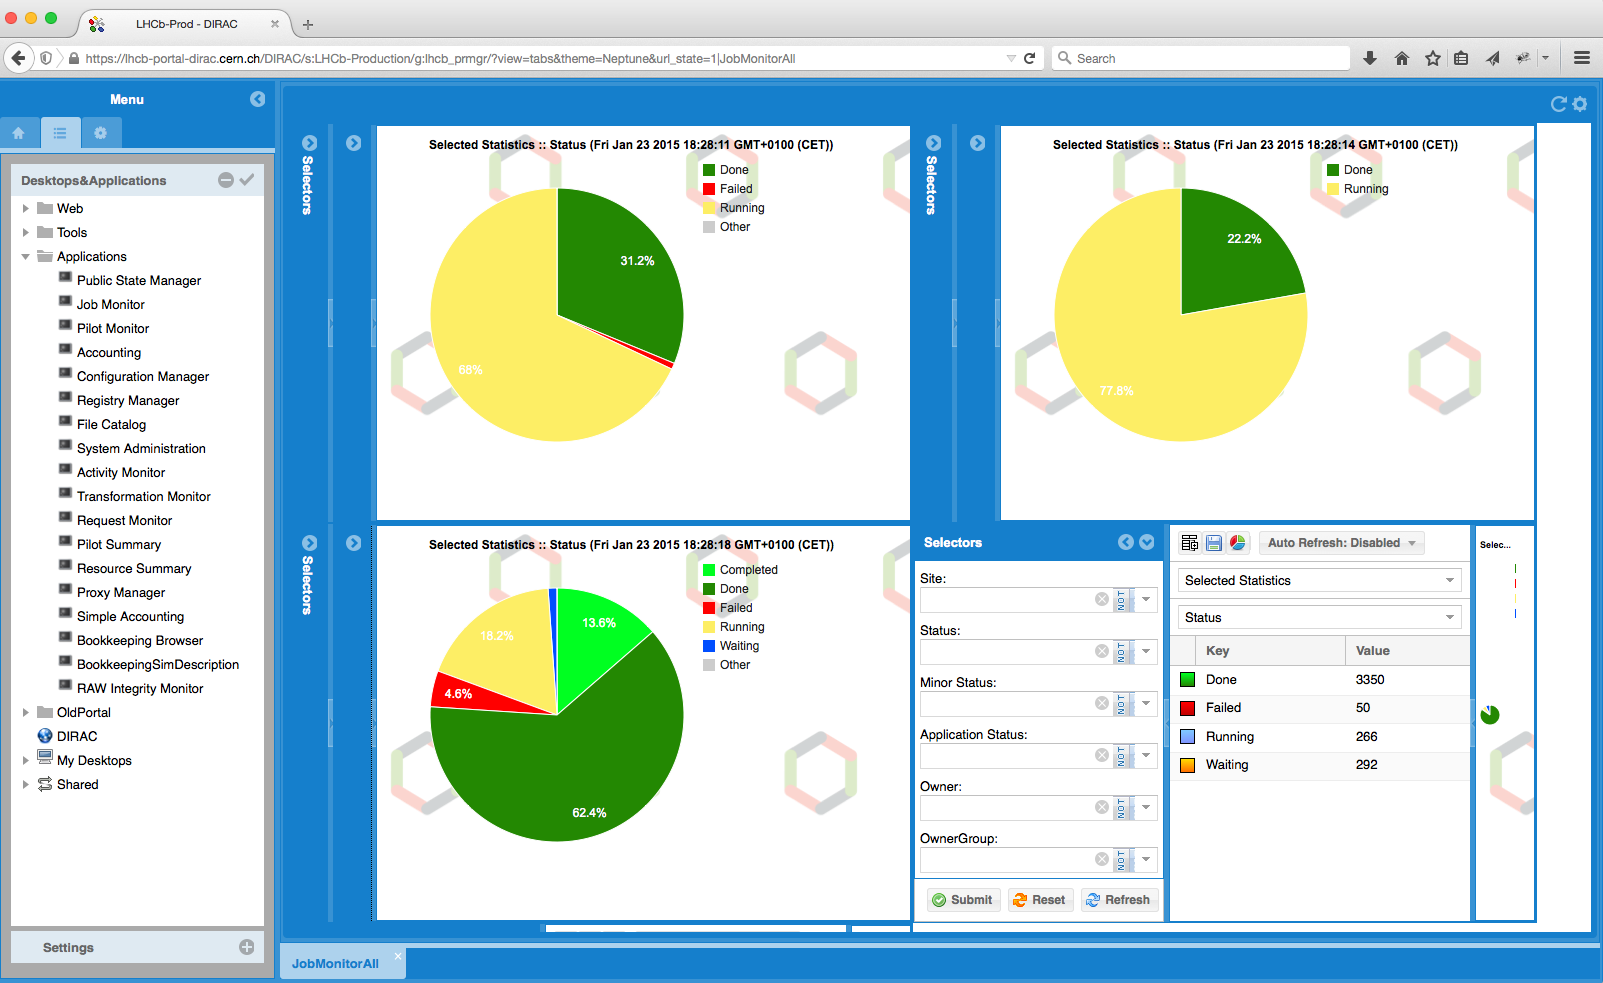 LHCb-Prod - DIRAC
https://lhcb-portal-dirac.cern.ch/DIRAC/s:LHCb-Production/g:lhcb_prmgr/?view=tabs&theme=Neptune&url_state=1|JobMonitorAll
Search
Menu
Desktops&Applications
Web
Tools
Applications
Public State Manager
Job Monitor
Pilot Monitor
Accounting
Configuration Manager
Registry Manager
File Catalog
System Administration
Activity Monitor
Transformation Monitor
Request Monitor
Pilot Summary
Resource Summary
Proxy Manager
Simple Accounting
Bookkeeping Browser
BookkeepingSimDescription
RAW Integrity Monitor
OldPortal
DIRAC
My Desktops
Shared
Settings
Selectors
Selected Statistics :: Status (Fri Jan 23 2015 18:28:11 GMT+0100 (CET))
Done
Failed
Running
Other
31.2%
68%
Selectors
Selected Statistics :: Status (Fri Jan 23 2015 18:28:14 GMT+0100 (CET))
Done
Running
22.2%
77.8%
Selectors
Selected Statistics :: Status (Fri Jan 23 2015 18:28:18 GMT+0100 (CET))
Completed
Done
Failed
Running
Waiting
Other
13.6%
18.2%
4.6%
62.4%
Selectors
Site:
NOT
Status:
NOT
Minor Status:
NOT
Application Status:
NOT
Owner:
NOT
OwnerGroup:
NOT
Submit
Reset
Refresh
Auto Refresh: Disabled
Selected Statistics
Status
Key Value
Done 3350
Failed 50
Running 266
Waiting 292
Selec...
JobMonitorAll